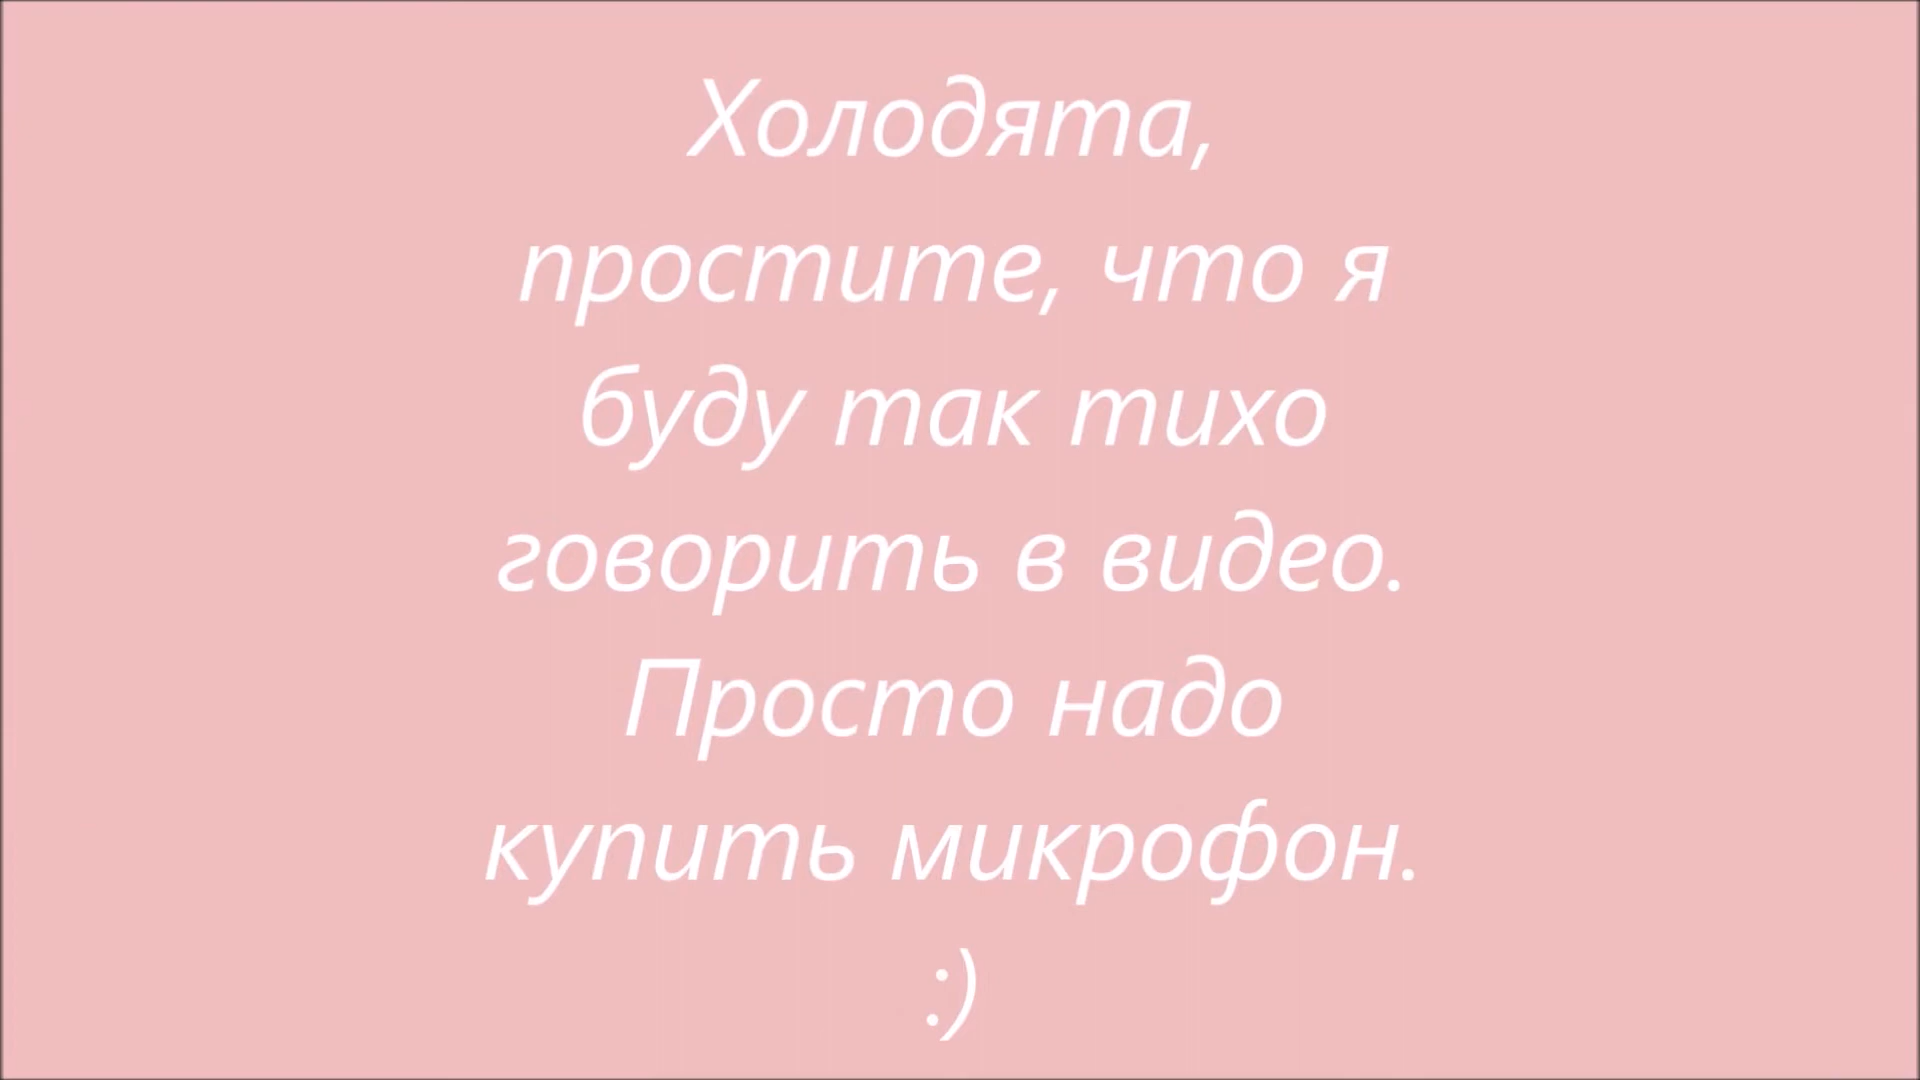 Холодята,
простите, что я
буду так тихо
говорить в видео.
Просто надо
купить микрофон.
:)